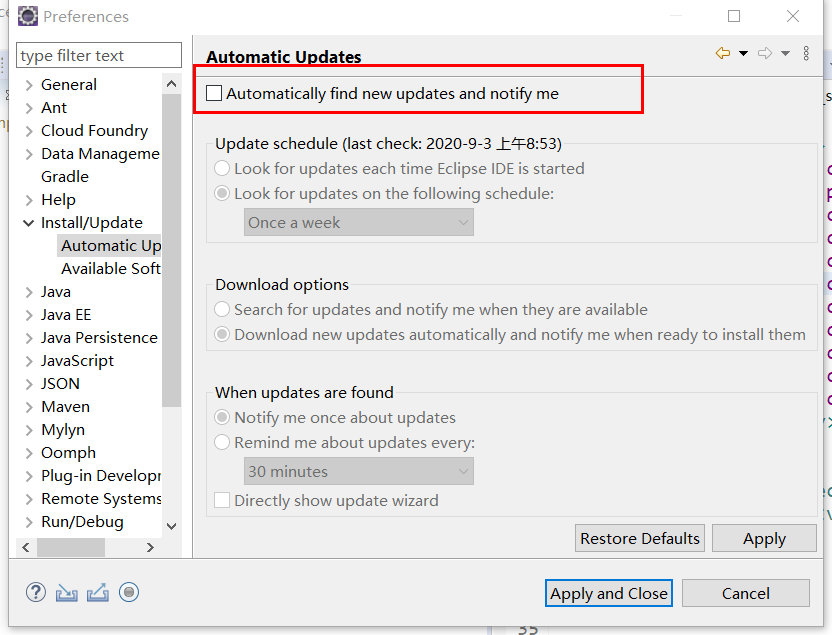 Preferences
type filter text
General
Ant
Cloud Foundry
Data Manageme
Gradle
Help
Install/Update
Automatic Up
Available Soft
Java
Java EE
Java Persistence
JavaScript
JSON
Maven
Mylyn
Oomph
Plug-in Develop
Remote Systems
Run/Debug
Automatic Updates
Automatically find new updates and notify me
Update schedule (last check: 2020-9-3 上午8:53)
Look for updates each time Eclipse IDE is started
Look for updates on the following schedule:
Once a week
Download options
Search for updates and notify me when they are available
Download new updates automatically and notify me when ready to install them
When updates are found
Notify me once about updates
Remind me about updates every:
30 minutes
Directly show update wizard
Restore Defaults
Apply
Apply and Close
Cancel
35